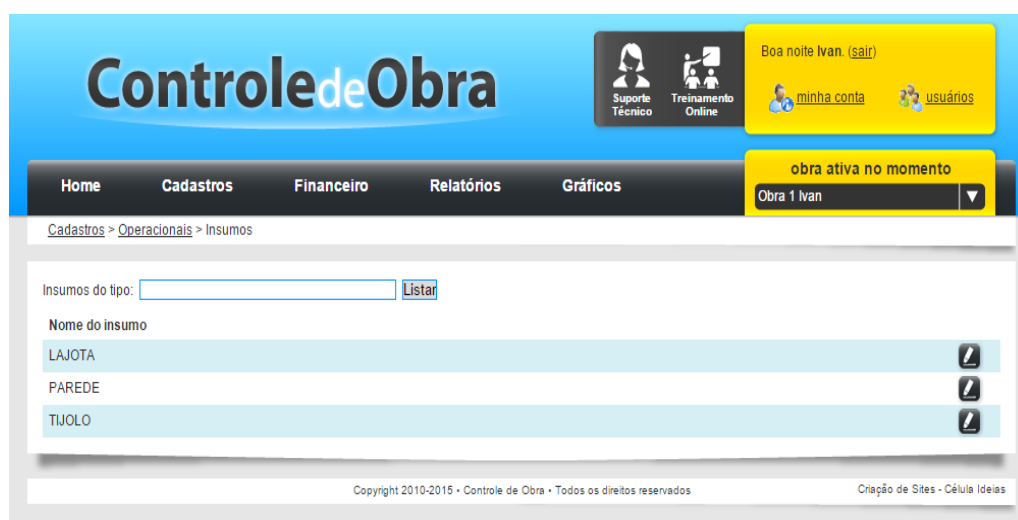 ControledeObra
Suporte
Técnico
Treinamento
Online
Boa noite Ivan. (sair)
minha conta
usuários
Home
Cadastros
Financeiro
Relatórios
Gráficos
obra ativa no momento
Obra 1 Ivan
Cadastros > Operacionais > Insumos
Insumos do tipo:
Listar
Nome do insumo
LAJOTA
PAREDE
TIJOLO
Copyright 2010-2015 • Controle de Obra • Todos os direitos reservados
Criação de Sites - Célula Ideias